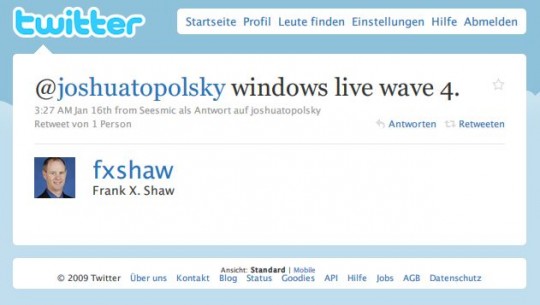 twitter
Startseite Profil Leute finden Einstellungen Hilfe Abmelden
@joshuatopolsky windows live wave 4.
3:27 AM Jan 16th from Seesmic als Antwort auf joshuatopolsky
Retweet von 1 Person
Antworten Retweeten
fxshaw
Frank X. Shaw
Ansicht: Standard | Mobile
© 2009 Twitter Über uns Kontakt Blog Status Goodies API Hilfe Jobs AGB Datenschutz